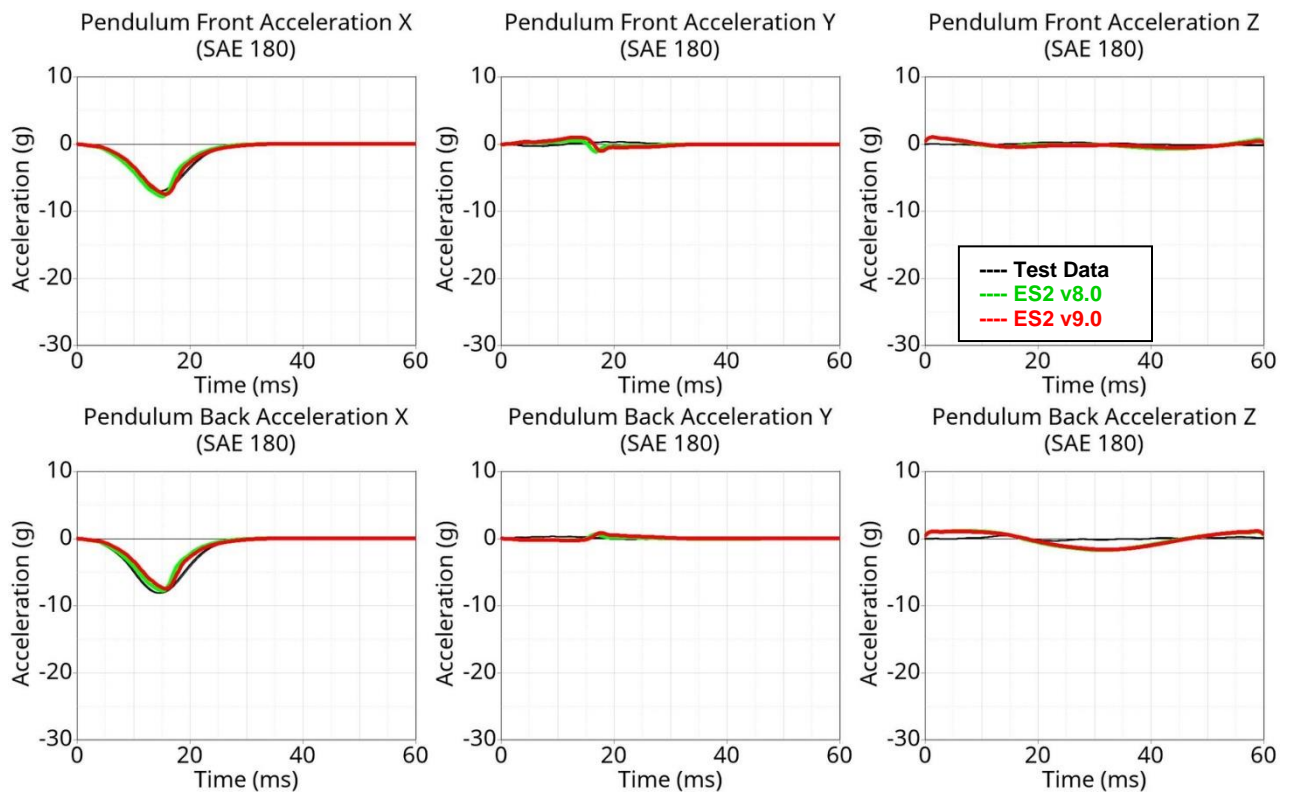 Pendulum Front Acceleration X
(SAE 180)
10
0
-10
-20
-30
Acceleration (g)
0 20 40 60
Time (ms)
Pendulum Front Acceleration Y
(SAE 180)
10
0
-10
-20
-30
Acceleration (g)
0 20 40 60
Time (ms)
Pendulum Front Acceleration Z
(SAE 180)
10
0
-10
-20
-30
Acceleration (g)
---- Test Data
---- ES2 v8.0
---- ES2 v9.0
0 20 40 60
Time (ms)
Pendulum Back Acceleration X
(SAE 180)
10
0
-10
-20
-30
Acceleration (g)
0 20 40 60
Time (ms)
Pendulum Back Acceleration Y
(SAE 180)
10
0
-10
-20
-30
Acceleration (g)
0 20 40 60
Time (ms)
Pendulum Back Acceleration Z
(SAE 180)
10
0
-10
-20
-30
Acceleration (g)
0 20 40 60
Time (ms)